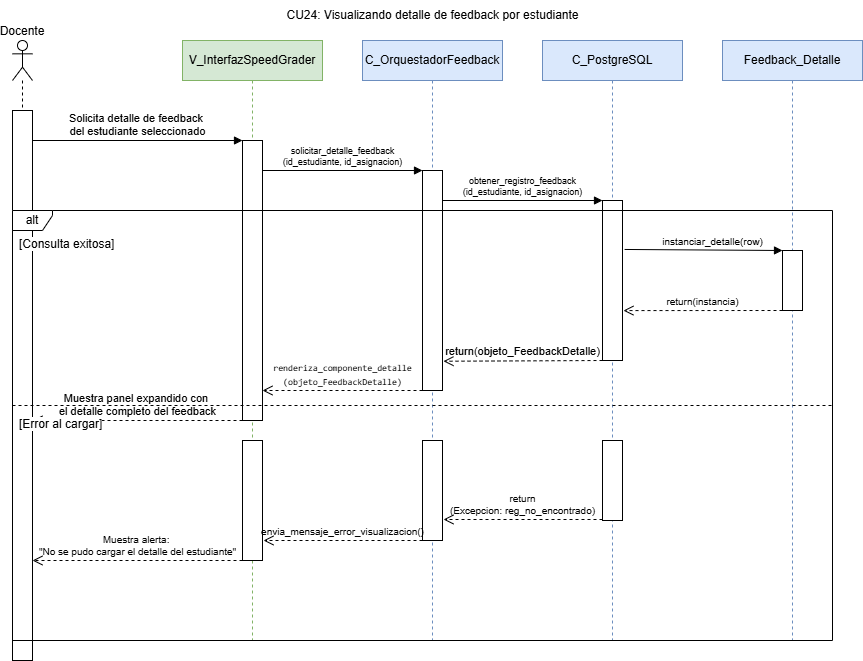 CU24: Visualizando detalle de feedback por estudiante
Docente
V_InterfazSpeedGrader
C_OrquestadorFeedback
C_PostgreSQL
Feedback_Detalle
Solicita detalle de feedback
del estudiante seleccionado
solicitar_detalle_feedback
(id_estudiante, id_asignacion)
obtener_registro_feedback
(id_estudiante, id_asignacion)
alt
[Consulta exitosa]
instanciar_detalle(row)
return(instancia)
return(objeto_FeedbackDetalle)
renderiza_componente_detalle
(objeto_FeedbackDetalle)
Muestra panel expandido con
el detalle completo del feedback
[Error al cargar]
return
(Excepcion: reg_no_encontrado)
envia_mensaje_error_visualizacion()
Muestra alerta:
"No se pudo cargar el detalle del estudiante"